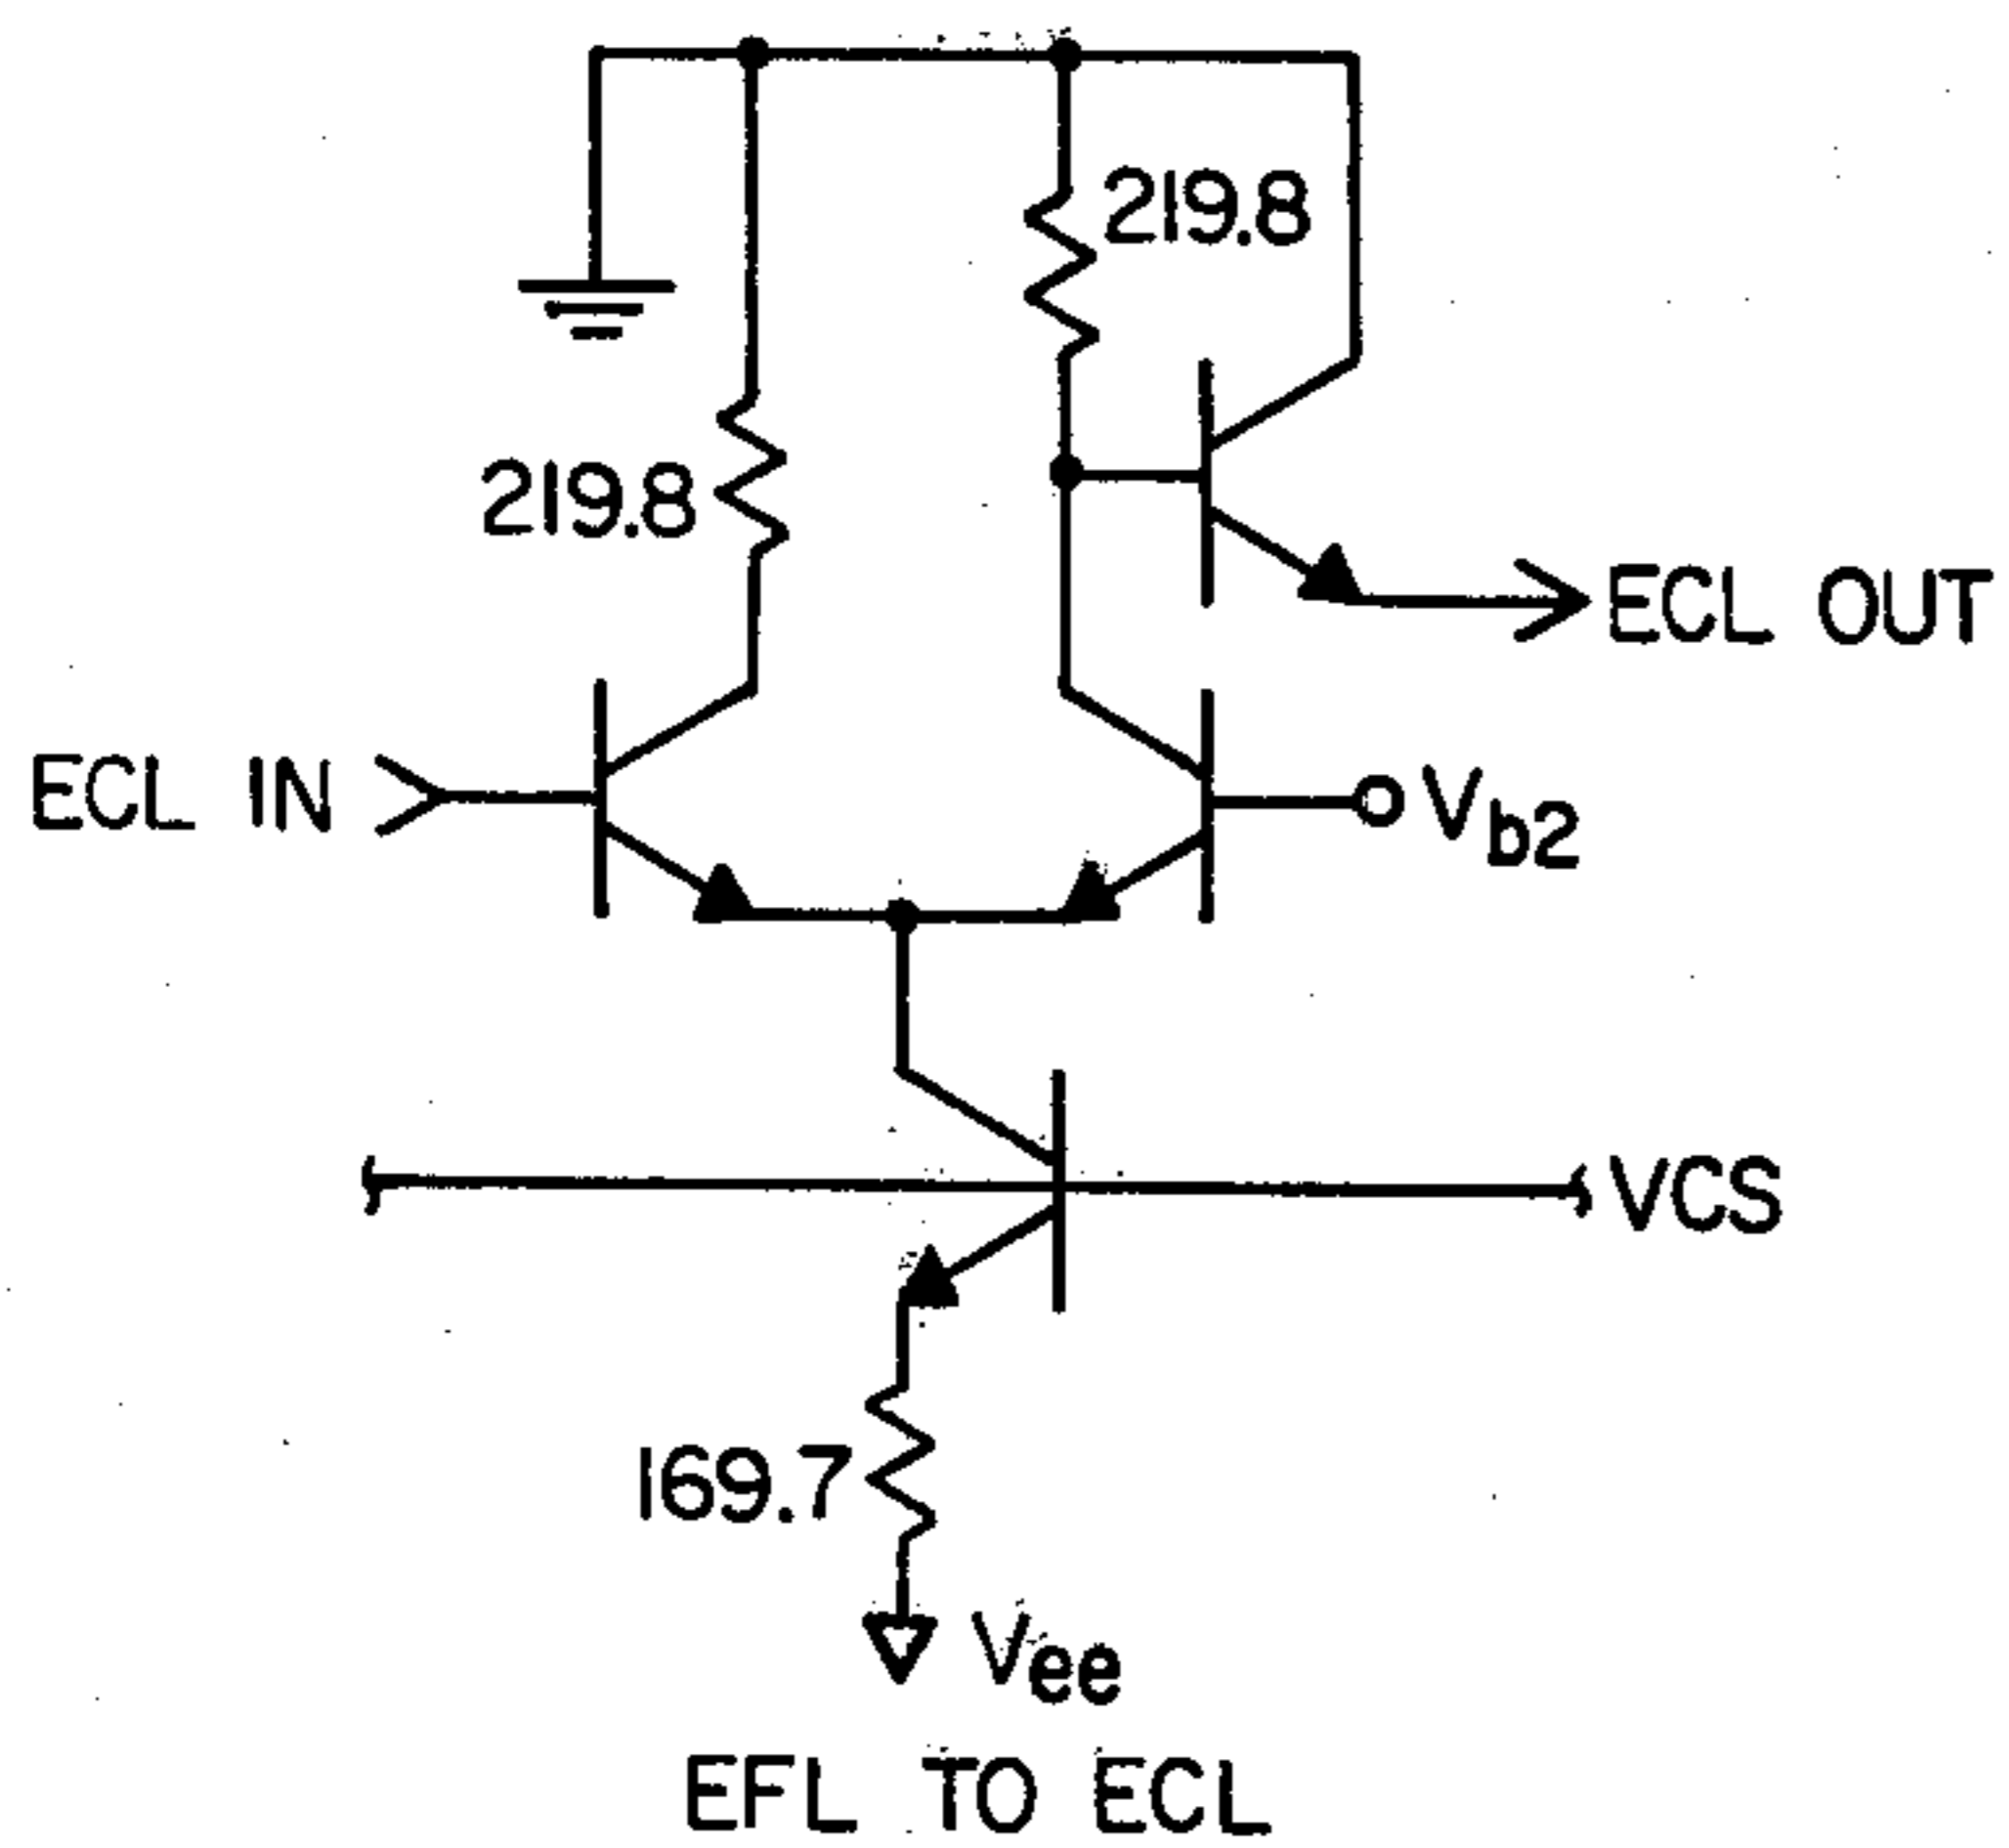 219.8
219.8
ECL OUT
ECL IN
Vb2
VCS
169.7
Vee
EFL TO ECL